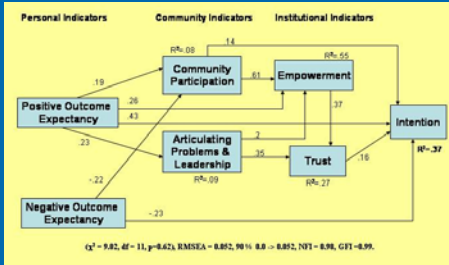 Personal Indicators
Community Indicators
Institutional Indicators
.14
R²=.08
R²=.55
Community
Participation
.61
Empowerment
.19
Positive Outcome
Expectancy
.26
.43
.37
Intention
R²=.37
.23
Articulating
Problems &
Leadership
R²=.09
.2
.35
Trust
R²=.27
.16
-.22
Negative Outcome
Expectancy
-.23
(χ² = 9.02, df = 11, p=0.62), RMSEA = 0.052, 90 % 0.0 -> 0.052, NFI = 0.98, GFI =0.99.